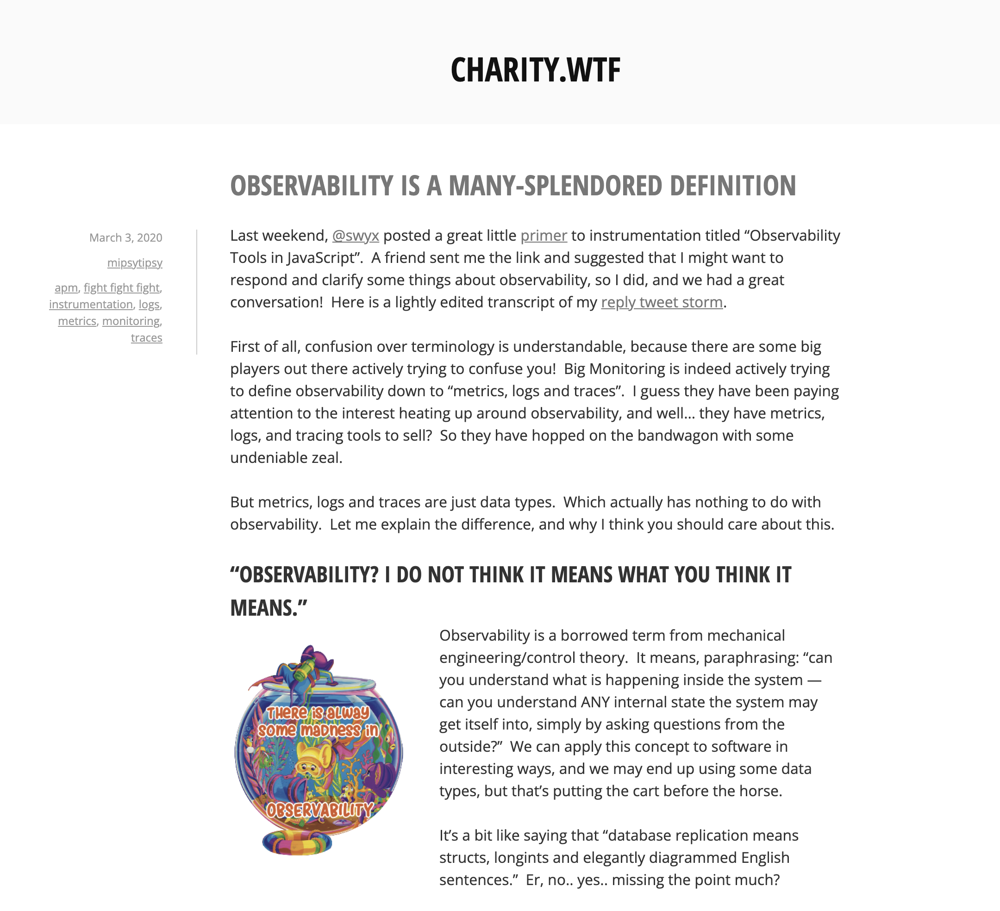 CHARITY.WTF
OBSERVABILITY IS A MANY-SPLENDORED DEFINITION
March 3, 2020
mipsytipsy
apm, fight fight fight,
instrumentation, logs,
metrics, monitoring,
traces
Last weekend, @swyx posted a great little primer to instrumentation titled “Observability
Tools in JavaScript”.  A friend sent me the link and suggested that I might want to
respond and clarify some things about observability, so I did, and we had a great
conversation!  Here is a lightly edited transcript of my reply tweet storm.
First of all, confusion over terminology is understandable, because there are some big
players out there actively trying to confuse you!  Big Monitoring is indeed actively trying
to define observability down to “metrics, logs and traces”.  I guess they have been paying
attention to the interest heating up around observability, and well… they have metrics,
logs, and tracing tools to sell?  So they have hopped on the bandwagon with some
undeniable zeal.
But metrics, logs and traces are just data types.  Which actually has nothing to do with
observability.  Let me explain the difference, and why I think you should care about this.
“OBSERVABILITY? I DO NOT THINK IT MEANS WHAT YOU THINK IT
MEANS.”
THERE iS ALWAY
SOME MADNESS in
OBSERVABILITY
Observability is a borrowed term from mechanical
engineering/control theory.  It means, paraphrasing: “can
you understand what is happening inside the system —
can you understand ANY internal state the system may
get itself into, simply by asking questions from the
outside?”  We can apply this concept to software in
interesting ways, and we may end up using some data
types, but that’s putting the cart before the horse.
It’s a bit like saying that “database replication means
structs, longints and elegantly diagrammed English
sentences.”  Er, no.. yes.. missing the point much?